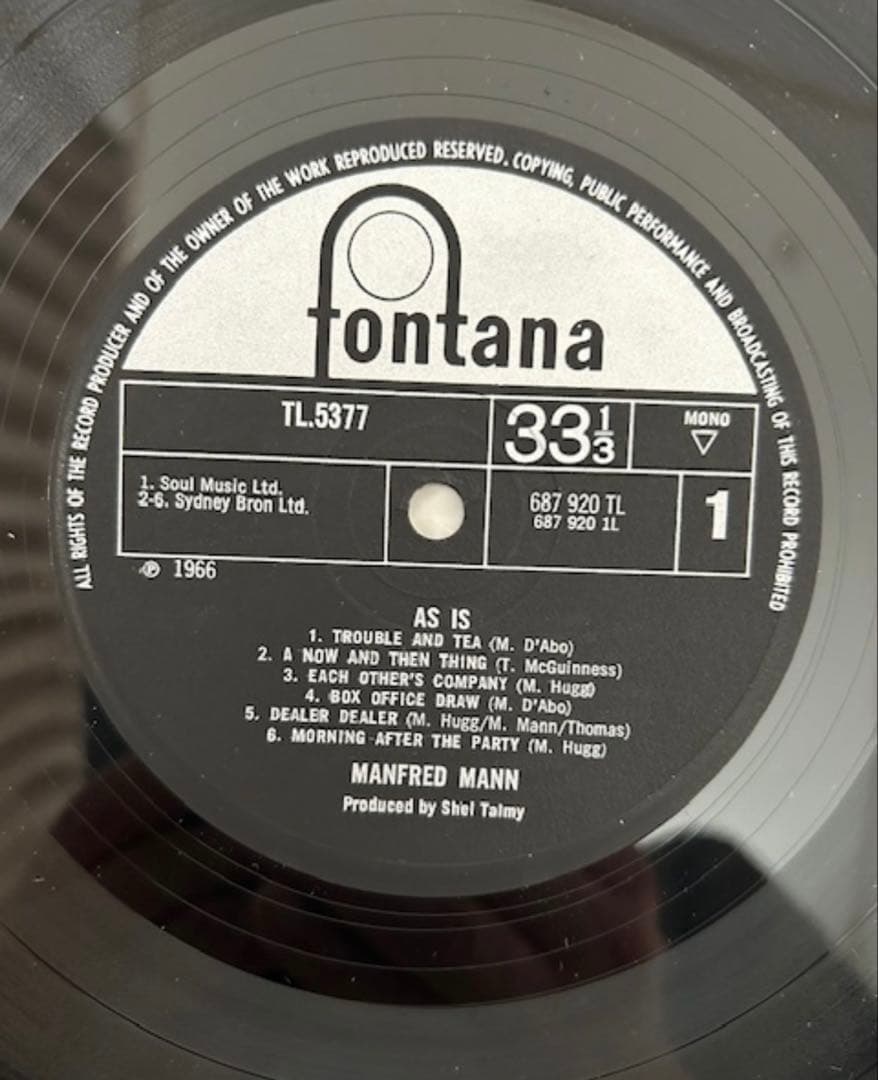 ALL RIGHTS OF THE RECORD PRODUCER AND OF THE OWNER OF THE WORK REPRODUCED RESERVED. COPYING, PUBLIC PERFORMANCE AND BROADCASTING OF THIS RECORD PROHIBITED
fontana
TL.5377
33 1/3
MONO
1. Soul Music Ltd.
2-6. Sydney Bron Ltd.
687 920 TL
687 920 1L
1
℗ 1966
AS IS
1. TROUBLE AND TEA (M. D'Abo)
2. A NOW AND THEN THING (T. McGuinness)
3. EACH OTHER'S COMPANY (M. Hugg)
4. BOX OFFICE DRAW (M. D'Abo)
5. DEALER DEALER (M. Hugg/M. Mann/Thomas)
6. MORNING AFTER THE PARTY (M. Hugg)
MANFRED MANN
Produced by Shel Talmy